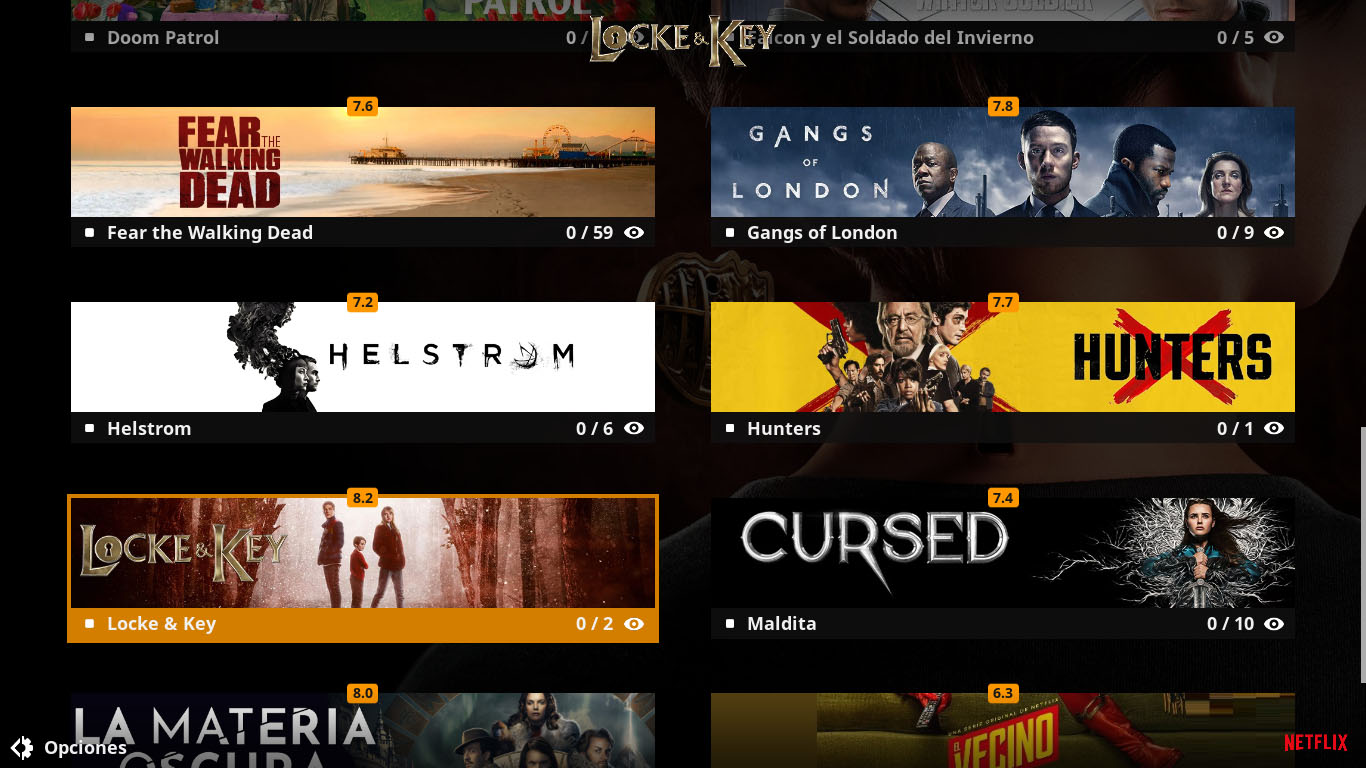 PATROL
WINTER SOLDIER
Doom Patrol
0 /
LOCKE & KEY
Falcon y el Soldado del Invierno
0 / 5
7.6
7.8
FEAR THE
WALKING
DEAD
GANGS
OF
LONDON
Fear the Walking Dead
0 / 59
Gangs of London
0 / 9
7.2
7.7
HELSTROM
HUNTERS
Helstrom
0 / 6
Hunters
0 / 1
8.2
7.4
LOCKE & KEY
CURSED
Locke & Key
0 / 2
Maldita
0 / 10
8.0
6.3
LA MATERIA
OSCURA
UNA SERIE ORIGINAL DE NETFLIX
EL
VECINO
Opciones
NETFLIX